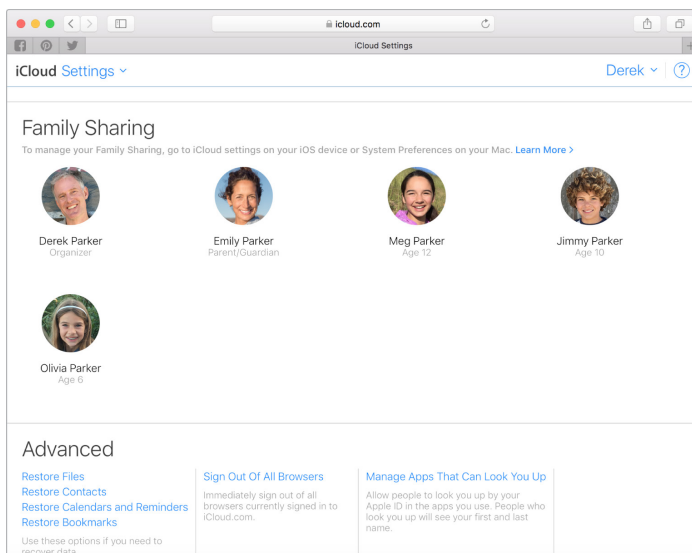 icloud.com
iCloud Settings
iCloud Settings
Derek
?
Family Sharing
To manage your Family Sharing, go to iCloud settings on your iOS device or System Preferences on your Mac. Learn More >
Derek Parker
Organizer
Emily Parker
Parent/Guardian
Meg Parker
Age 12
Jimmy Parker
Age 10
Olivia Parker
Age 6
Advanced
Restore Files
Restore Contacts
Restore Calendars and Reminders
Restore Bookmarks
Use these options if you need to
recover data
Sign Out Of All Browsers
Immediately sign out of all
browsers currently signed in to
iCloud.com.
Manage Apps That Can Look You Up
Allow people to look you up by your
Apple ID in the apps you use. People who
look you up will see your first and last
name.